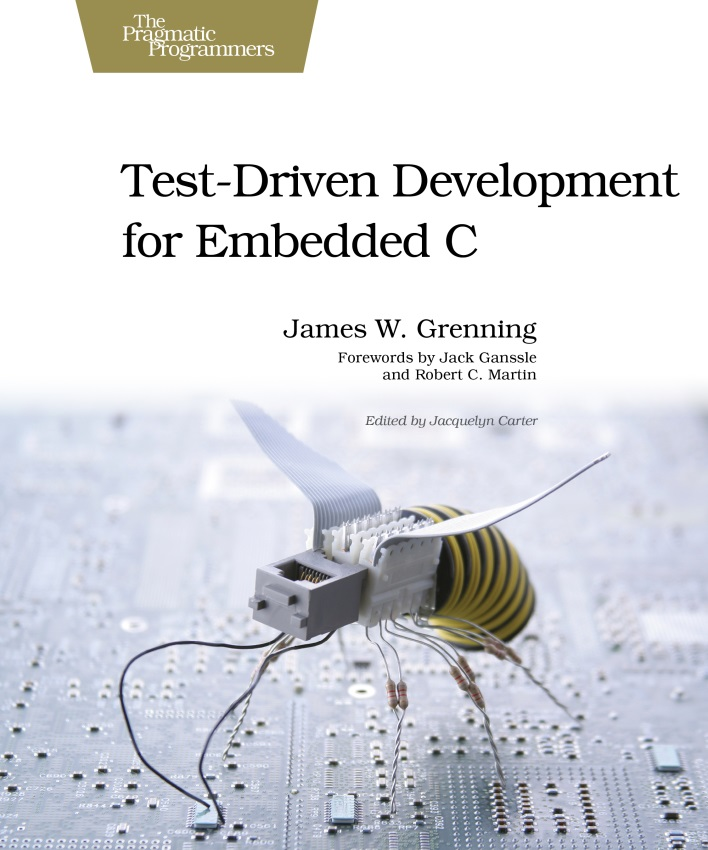 The
Pragmatic
Programmers
Test-Driven Development
for Embedded C
James W. Grenning
Forewords by Jack Ganssle
and Robert C. Martin
Edited by Jacquelyn Carter